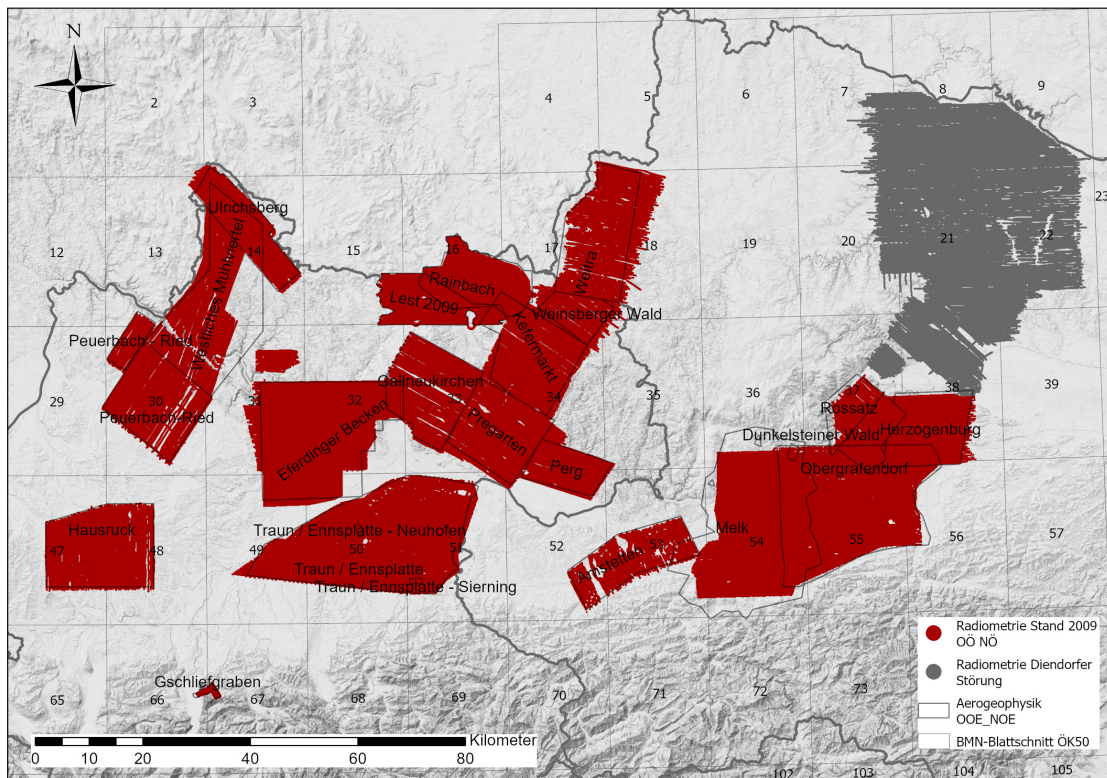 N
2
3
4
5
6
7
8
9
Ulrichsberg
23
12
13
14
15
16
17
18
19
20
21
22
Westliches Mühlviertel
Rainbach
Weitra
Lest 2009
Weinsberger Wald
Peuerbach - Ried
Kefermarkt
Gallneukirchen
29
30
31
32
33
34
35
36
37
38
39
Peuerbach-Ried
Eferdinger Becken
Pregarten
Rossatz
Dunkelsteiner Wald
Herzogenburg
Perg
Obergrafendorf
Hausruck
Traun / Ennsplatte - Neuhofen
Melk
47
48
49
50
51
52
53
54
55
56
57
Amstetten
Traun / Ennsplatte
Traun / Ennsplatte - Sierning
Gschliefgraben
65
66
67
68
69
70
71
72
73
Radiometrie Stand 2009
OÖ NÖ
Radiometrie Diendorfer
Störung
Aerogeophysik
OOE_NOE
BMN-Blattschnitt ÖK50
Kilometer
0
10
20
40
60
80
102
103
104
105